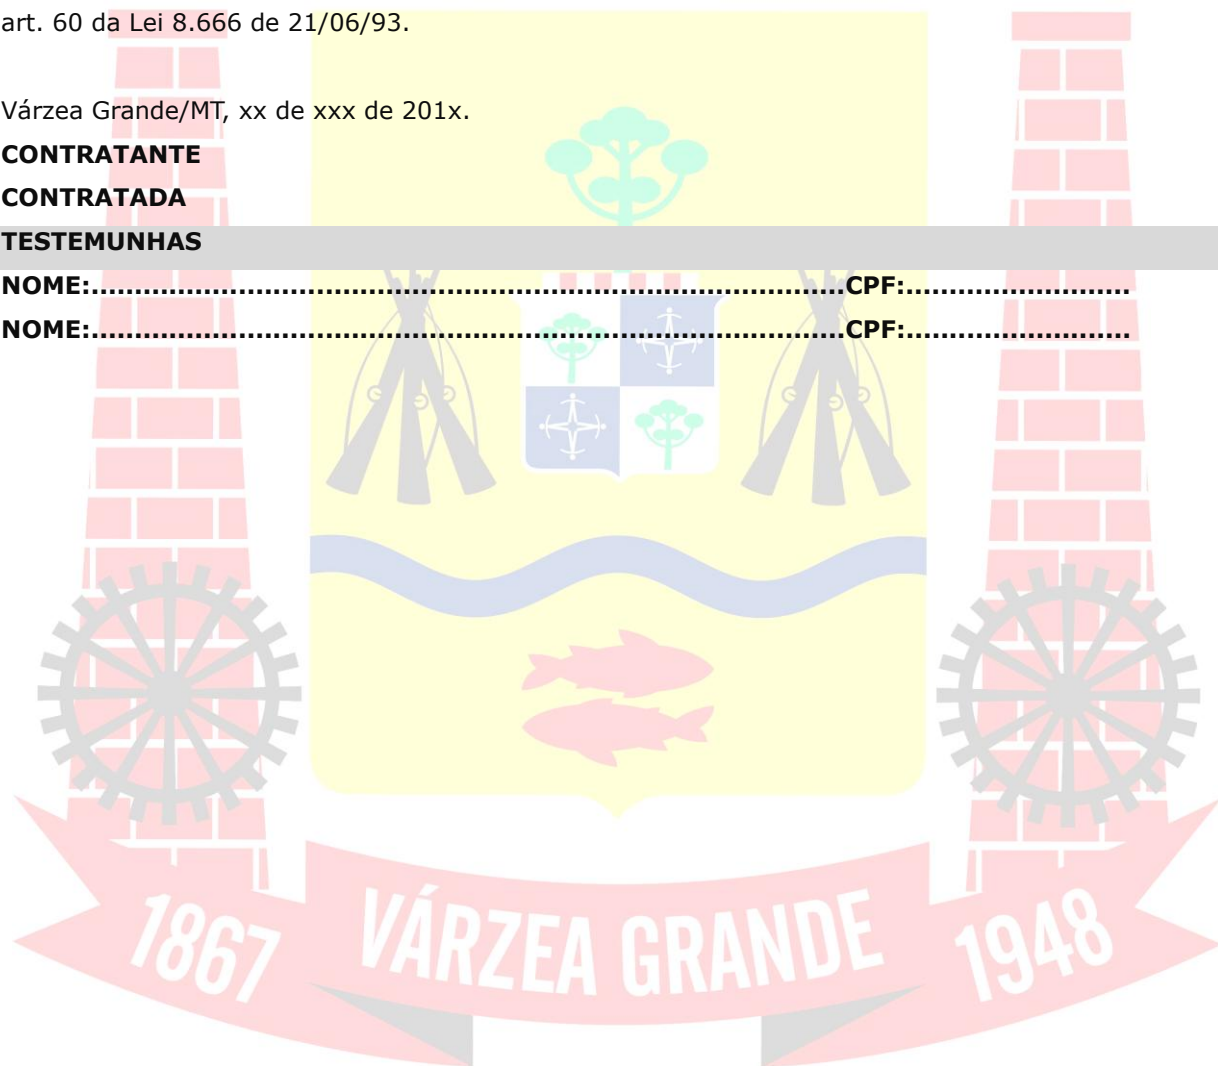 art. 60 da Lei 8.666 de 21/06/93.
Várzea Grande/MT, xx de xxx de 201x.
CONTRATANTE
CONTRATADA
TESTEMUNHAS
NOME:.......................................................................................CPF:..........................
NOME:.......................................................................................CPF:..........................
1867 VÁRZEA GRANDE 1948